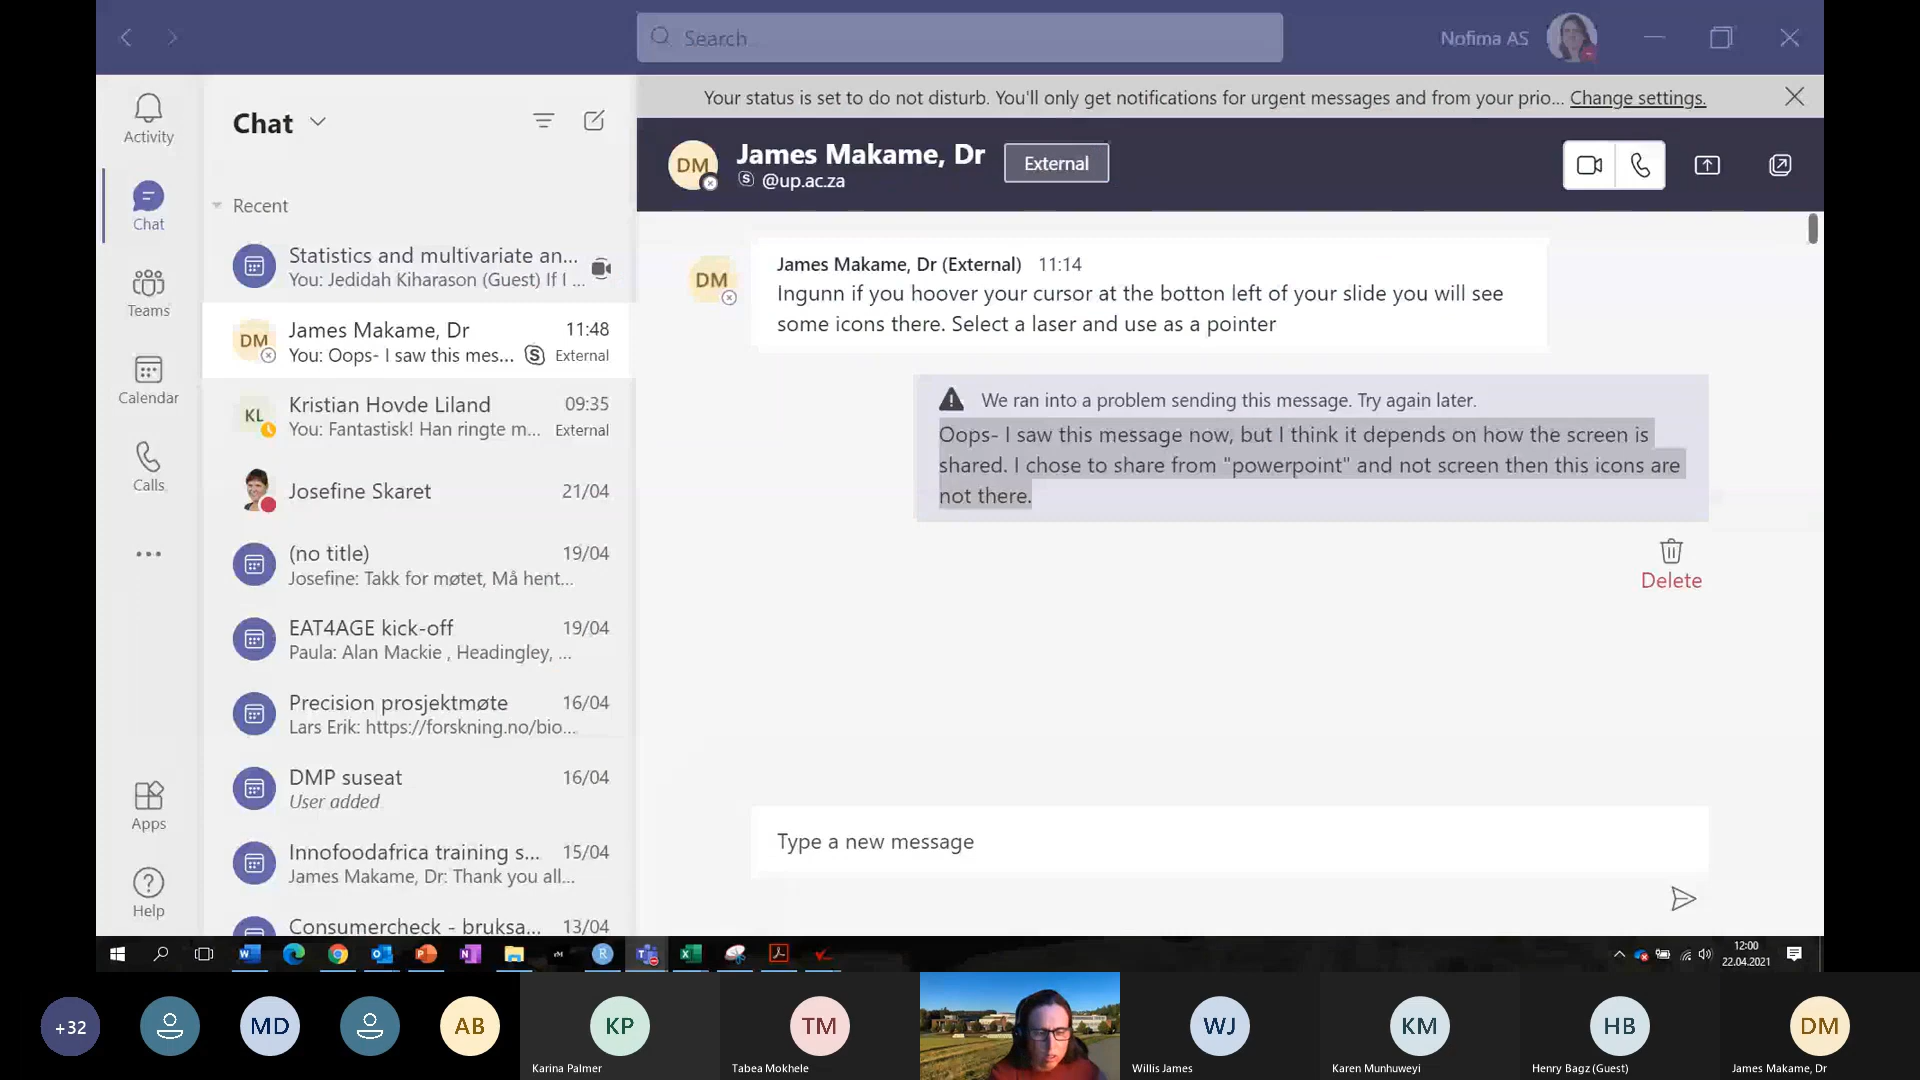 Search
Nofima AS
Your status is set to do not disturb. You'll only get notifications for urgent messages and from your prio... Change settings.
Activity
Chat
Teams
Calendar
Calls
Apps
Help
Chat
Recent
Statistics and multivariate an...
You: Jedidah Kiharason (Guest) If I ...
DM
James Makame, Dr
11:48
You: Oops- I saw this mes...
External
KL
Kristian Hovde Liland
09:35
You: Fantastisk! Han ringte m...
External
Josefine Skaret
21/04
(no title)
19/04
Josefine: Takk for møtet, Må hent...
EAT4AGE kick-off
19/04
Paula: Alan Mackie , Headingley, ...
Precision prosjektmøte
16/04
Lars Erik: https://forskning.no/bio...
DMP suseat
16/04
User added
Innofoodafrica training s...
15/04
James Makame, Dr: Thank you all...
Consumercheck - bruksa...
13/04
DM
James Makame, Dr
External
@up.ac.za
DM
James Makame, Dr (External) 11:14
Ingunn if you hoover your cursor at the botton left of your slide you will see
some icons there. Select a laser and use as a pointer
We ran into a problem sending this message. Try again later.
Oops- I saw this message now, but I think it depends on how the screen is
shared. I chose to share from "powerpoint" and not screen then this icons are
not there.
Delete
Type a new message
12:00
22.04.2021
+32
MD
AB
KP
Karina Palmer
TM
Tabea Mokhele
WJ
Willis James
KM
Karen Munhuweyi
HB
Henry Bagz (Guest)
DM
James Makame, Dr